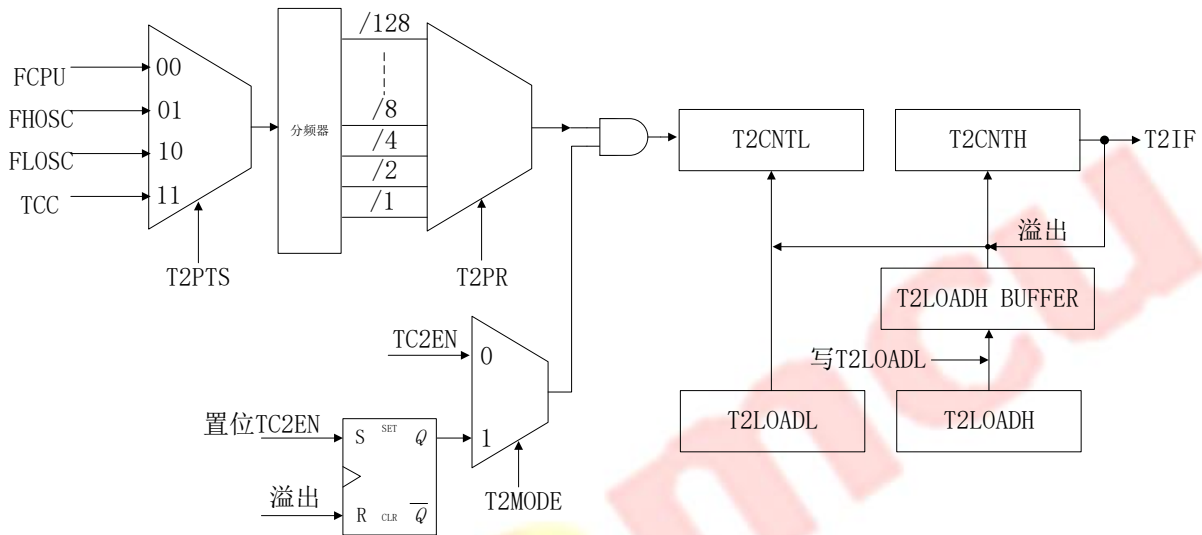 FCPU
FHOSC
FLOSC
TCC
00
01
10
11
T2PTS
分频器
/128
/8
/4
/2
/1
T2PR
T2CNTL
T2CNTH
T2IF
溢出
T2LOADH BUFFER
写T2LOADL
T2LOADL
T2LOADH
TC2EN
0
1
T2MODE
置位TC2EN
溢出
S SET Q
R CLR Q̅
mcu